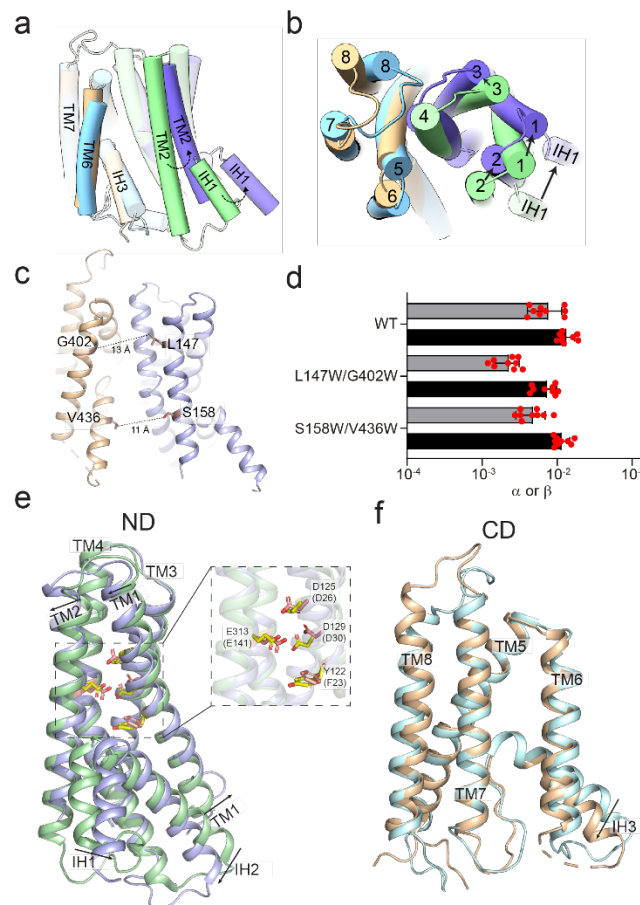 a
TM7
TM6
IH3
TM2
TM2
IH1
IH1
b
8
8
7
5
6
3
3
4
1
2
1
2
IH1
IH1
c
G402
13 Å
L147
V436
11 Å
S158
d
WT
L147W/G402W
S158W/V436W
10⁻⁴
10⁻³
10⁻²
α or β
e
ND
TM4
TM3
TM2
TM1
D125
(D26)
E313
(E141)
D129
(D30)
Y122
(F23)
TM1
IH1
IH2
f
CD
TM8
TM5
TM6
TM7
IH3